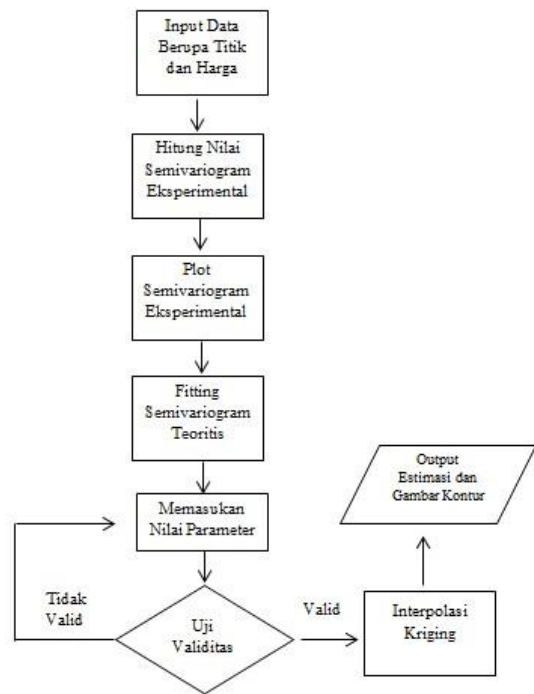 Input Data
Berupa Titik
dan Harga
Hitung Nilai
Semivariogram
Eksperimental
Plot
Semivariogram
Eksperimental
Fitting
Semivariogram
Teoritis
Memasukan
Nilai Parameter
Uji
Validitas
Tidak
Valid
Valid
Interpolasi
Kriging
Output
Estimasi dan
Gambar Kontur